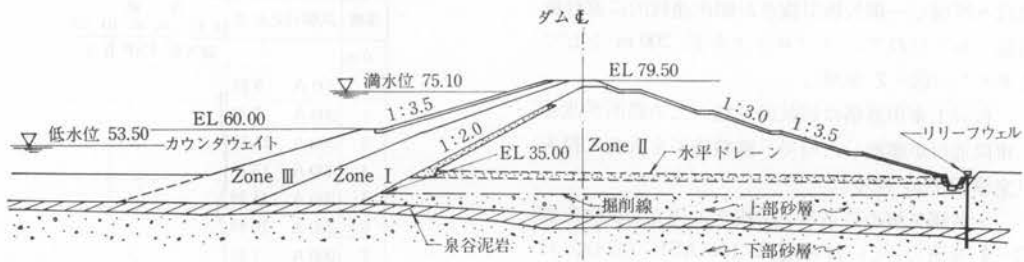 ダム℄
EL 79.50
満水位 75.10
1:3.5
EL 60.00
低水位 53.50
カウンタウェイト
1:2.0
1:3.0
1:3.5
リリーフウェル
EL 35.00
Zone Ⅱ
水平ドレーン
Zone Ⅲ
Zone Ⅰ
掘削線
上部砂層
泉谷泥岩
下部砂層